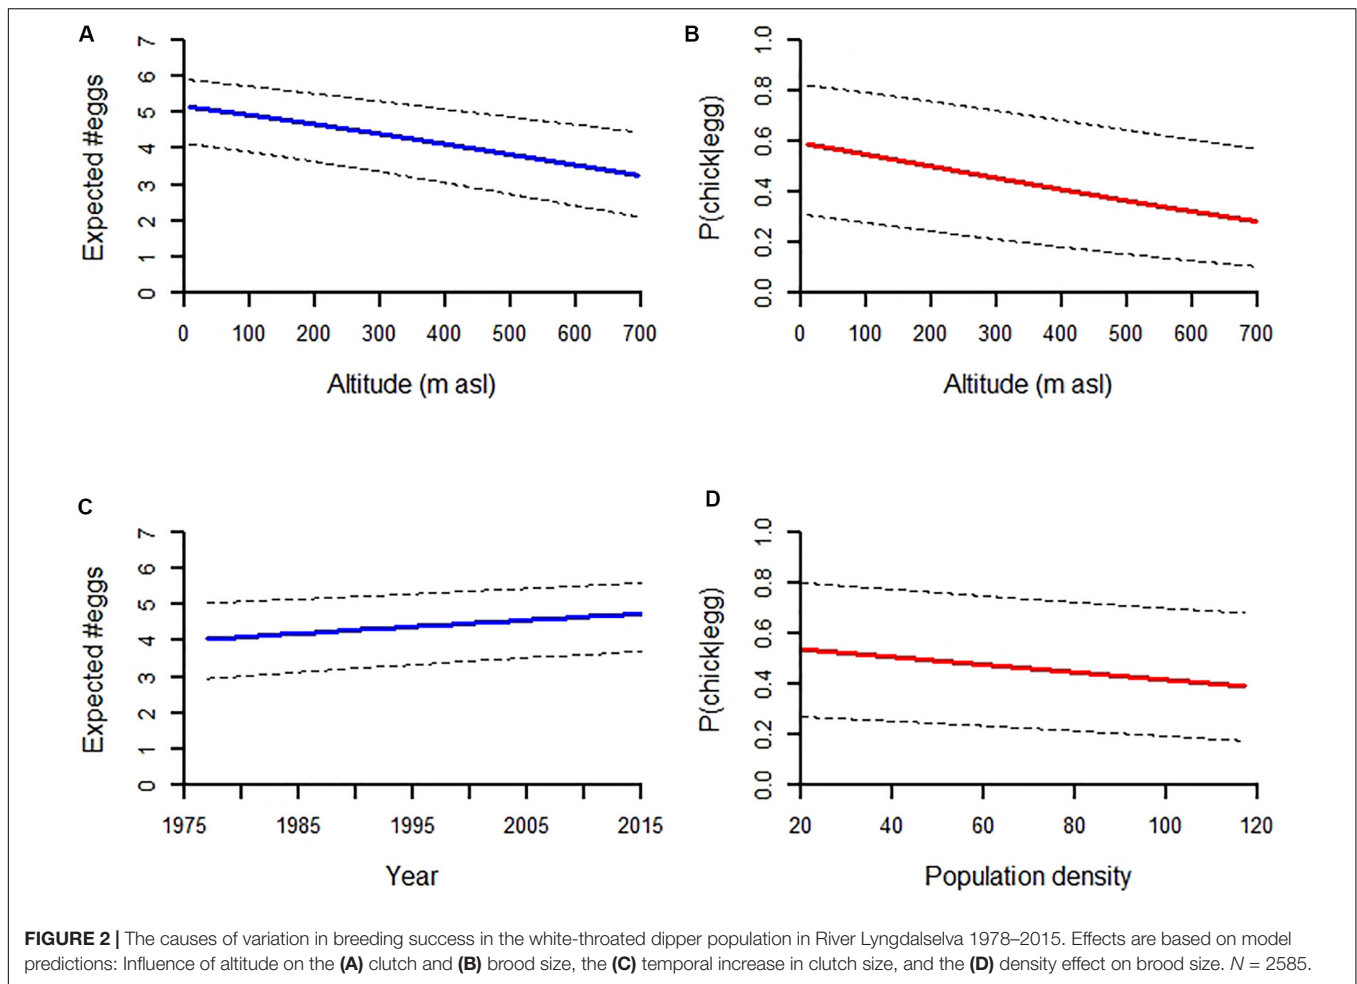 A
Expected #eggs
7
6
5
4
3
2
1
0
0 100 200 300 400 500 600 700
Altitude (m asl)
B
P(chick|egg)
1.0
0.8
0.6
0.4
0.2
0.0
0 100 200 300 400 500 600 700
Altitude (m asl)
C
Expected #eggs
7
6
5
4
3
2
1
0
1975 1985 1995 2005 2015
Year
D
P(chick|egg)
1.0
0.8
0.6
0.4
0.2
0.0
20 40 60 80 100 120
Population density
FIGURE 2 | The causes of variation in breeding success in the white-throated dipper population in River Lyngdalselva 1978–2015. Effects are based on model
predictions: Influence of altitude on the (A) clutch and (B) brood size, the (C) temporal increase in clutch size, and the (D) density effect on brood size. N = 2585.